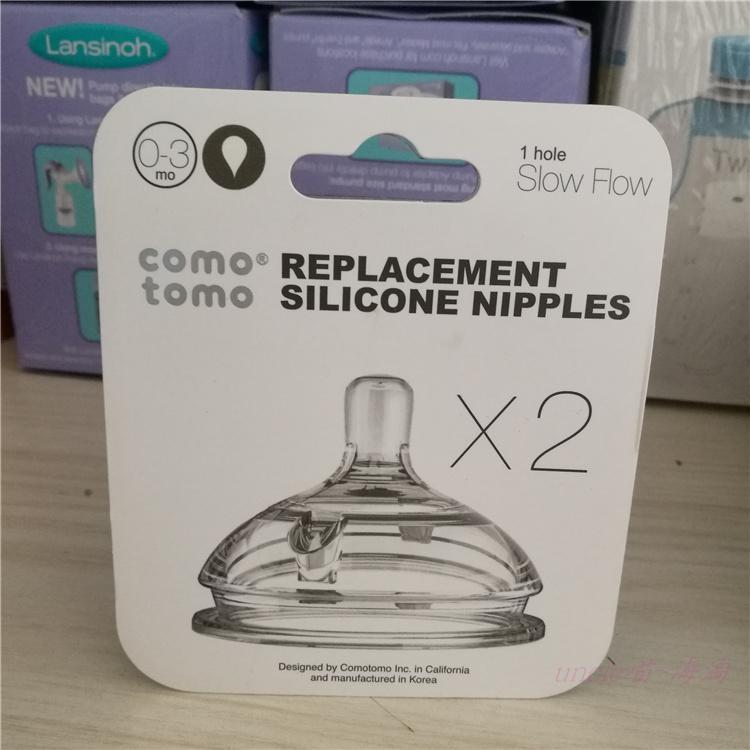 Lansinoh
NEW!
0-3
mo
1 hole
Slow Flow
como®
tomo
REPLACEMENT
SILICONE NIPPLES
X2
Designed by Comotomo Inc. in California
and manufactured in Korea